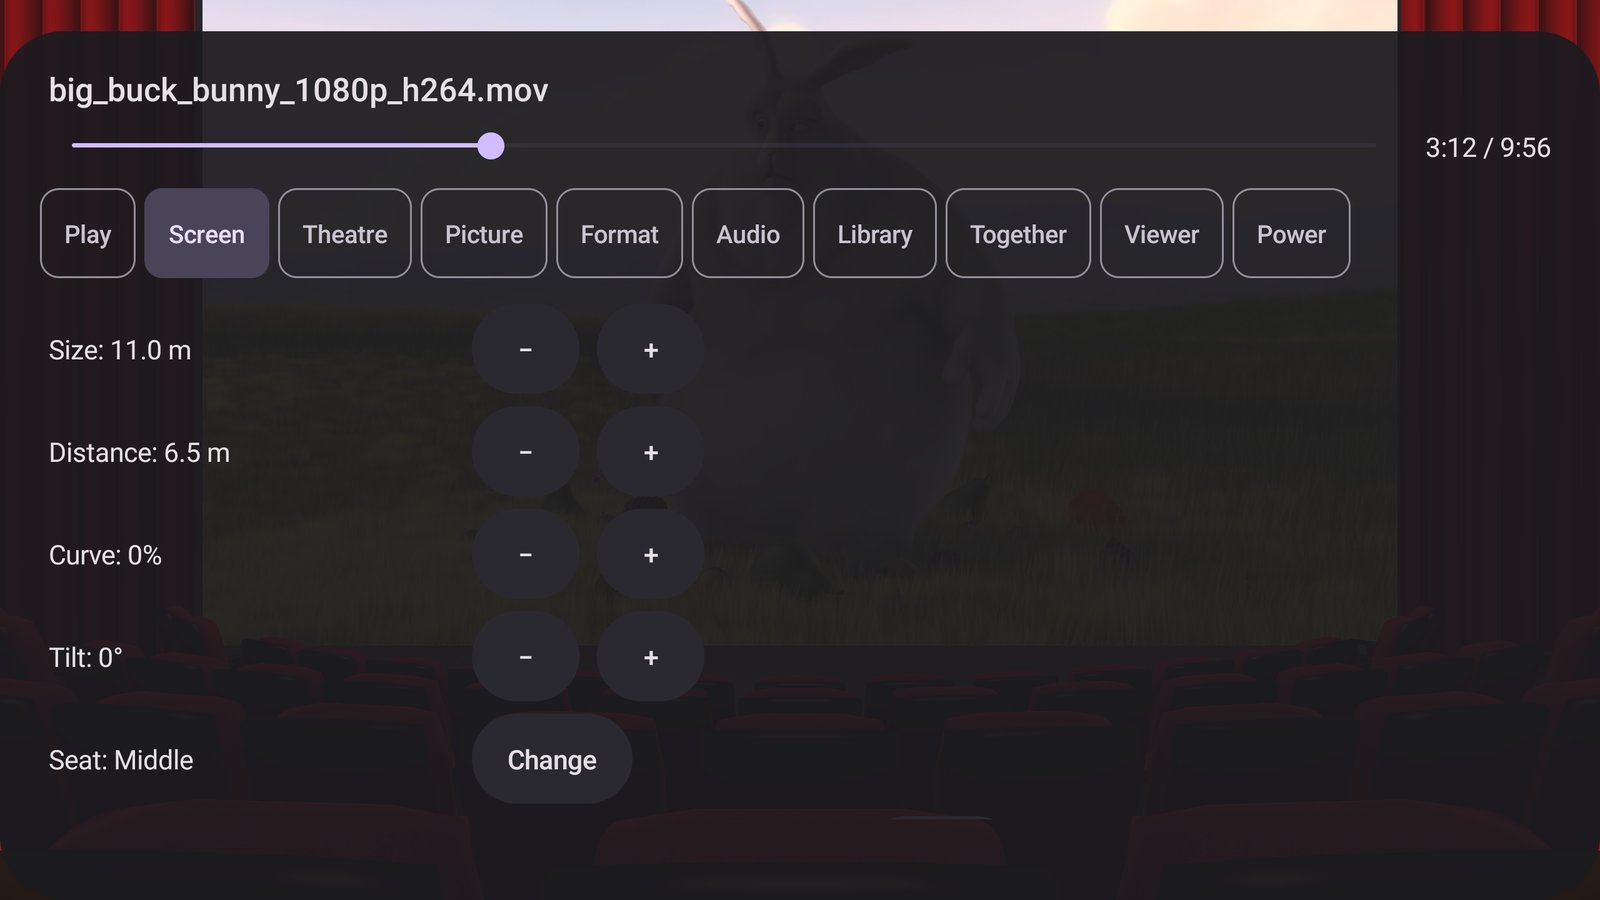 big_buck_bunny_1080p_h264.mov
3:12 / 9:56
Play Screen Theatre Picture Format Audio Library Together Viewer Power
Size: 11.0 m − +
Distance: 6.5 m − +
Curve: 0% − +
Tilt: 0° − +
Seat: Middle Change